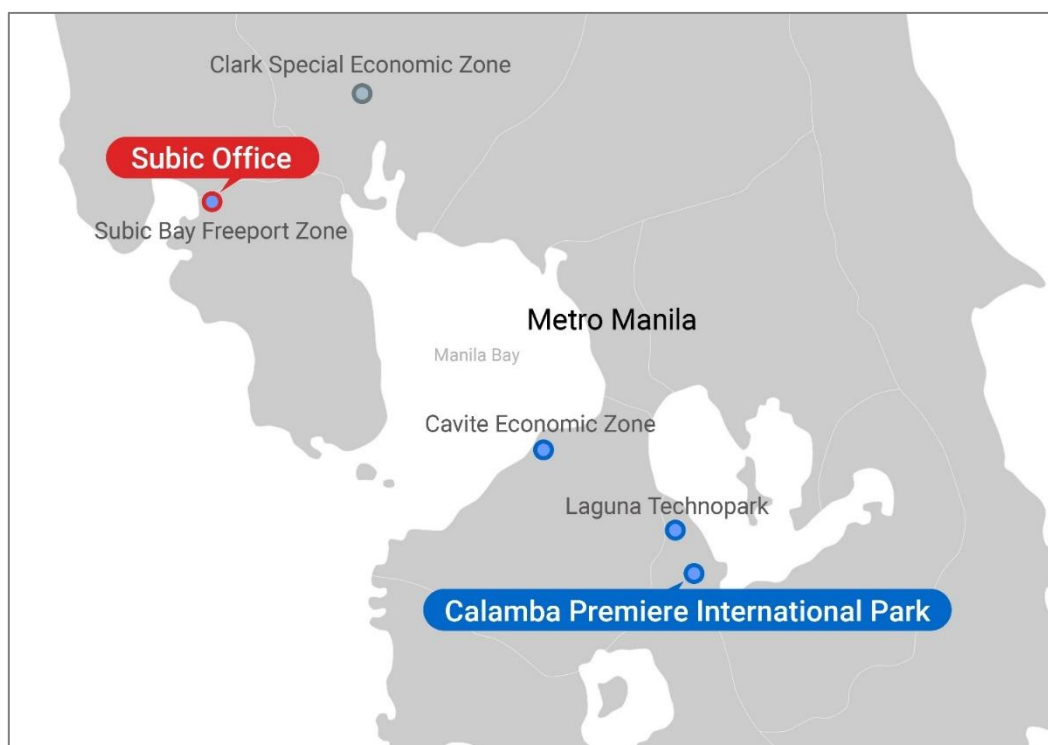 Clark Special Economic Zone
Subic Office
Subic Bay Freeport Zone
Metro Manila
Manila Bay
Cavite Economic Zone
Laguna Technopark
Calamba Premiere International Park